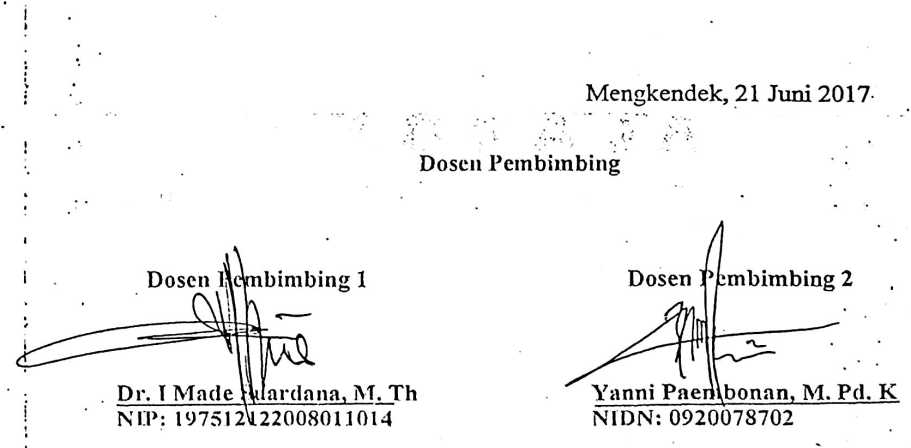 Mengkendek, 21 Juni 2017
Dosen Pembimbing
Dosen Pembimbing 1
Dosen Pembimbing 2
Dr. I Made M. Th
Yanni Paembonan, M. Pd. K
NIP: 197512122008011014
NIDN: 0920078702